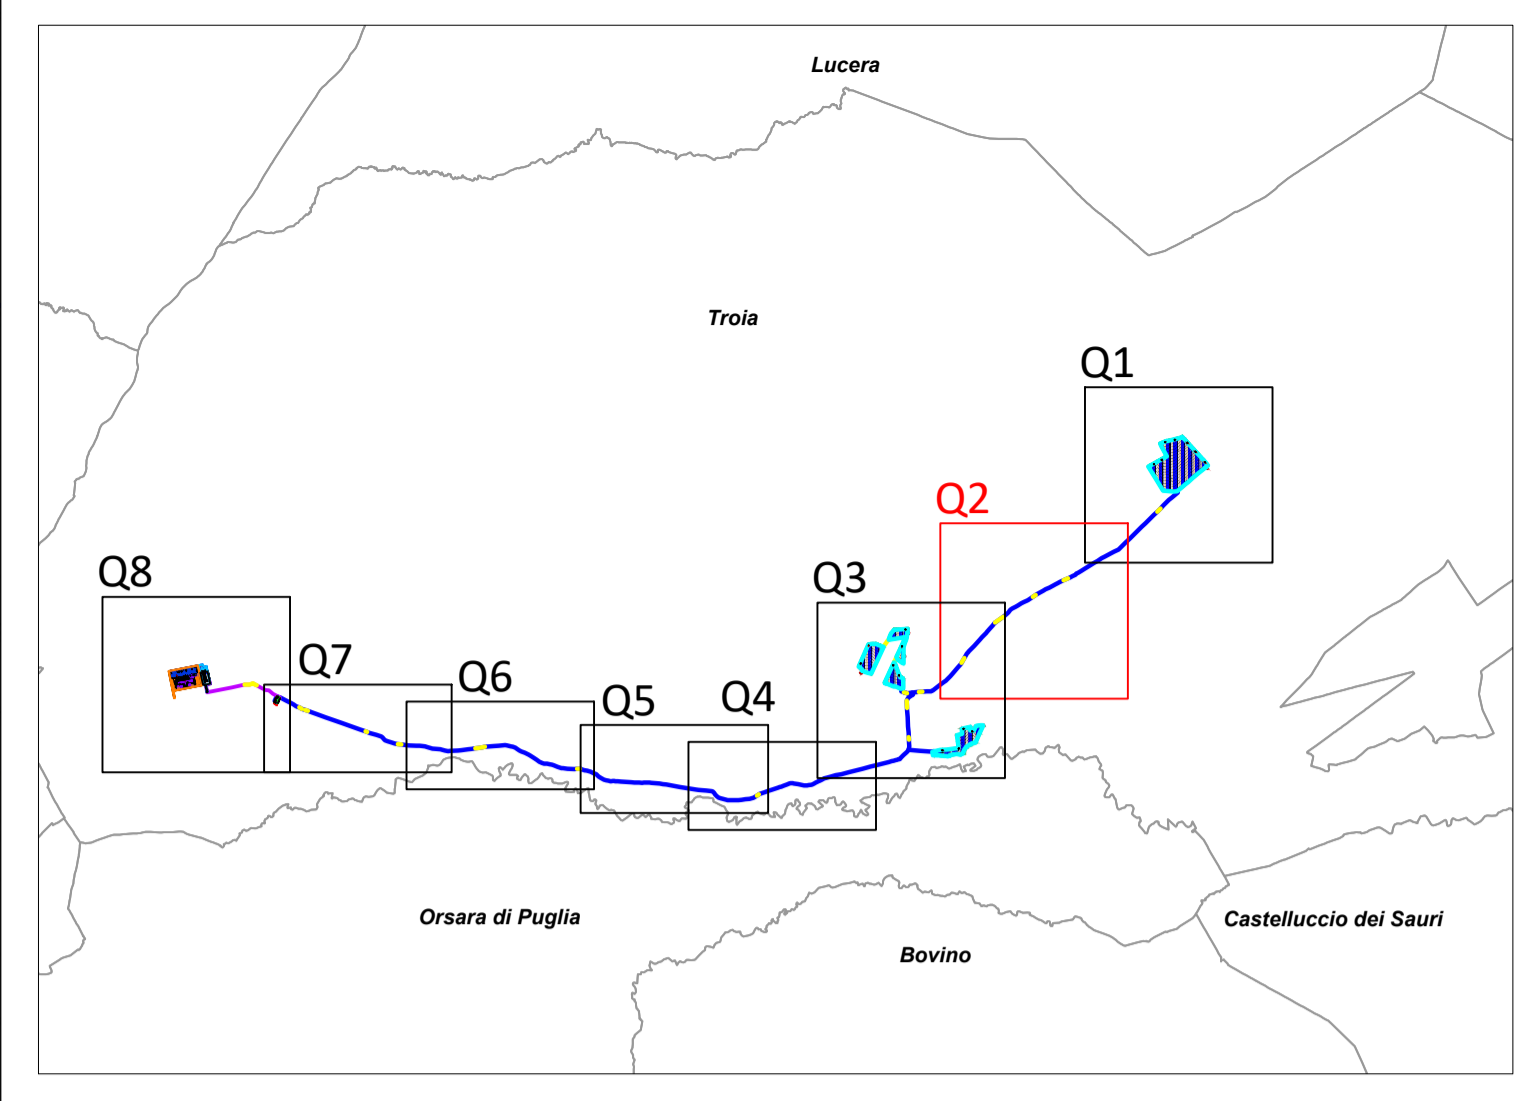 Lucera
Troia
Q1
Q2
Q3
Q8
Q7
Q6
Q5
Q4
Orsara di Puglia
Castelluccio dei Sauri
Bovino